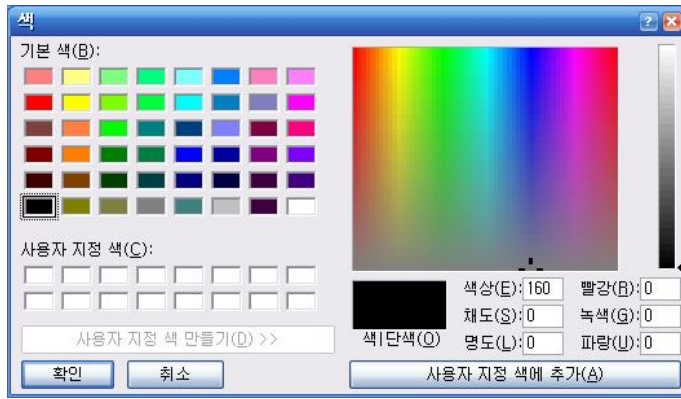 색
기본 색(B):
사용자 지정 색(C):
사용자 지정 색 만들기(D) >>
확인 취소
색|단색(O)
색상(E): 160 빨강(R): 0
채도(S): 0 녹색(G): 0
명도(L): 0 파랑(U): 0
사용자 지정 색에 추가(A)